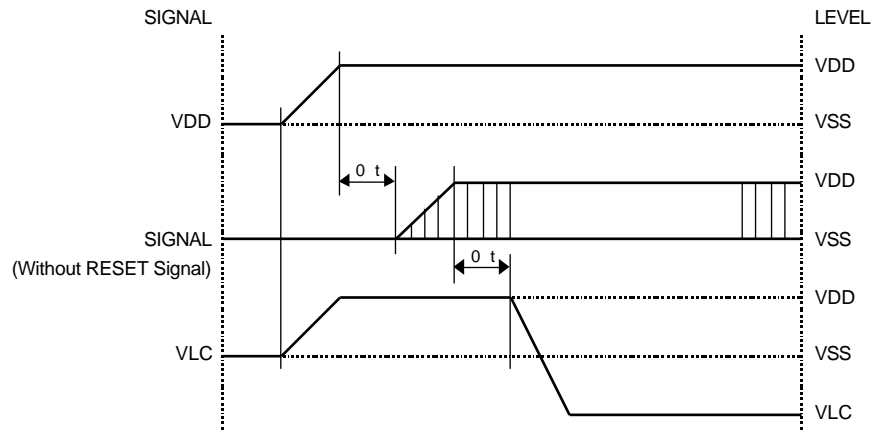 SIGNAL LEVEL
VDD
VDD VSS
0 t
VDD
SIGNAL VSS
(Without RESET Signal)
0 t
VDD
VLC VSS
VLC